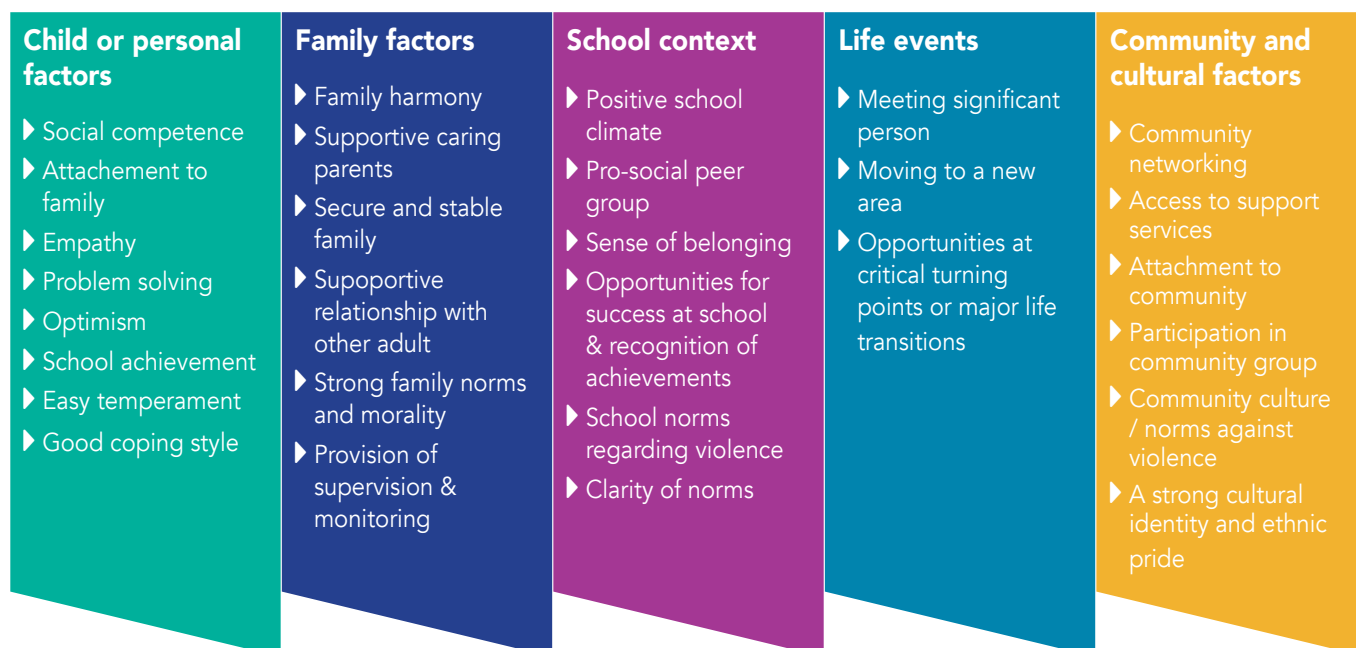 Child or personal
factors
Social competence
Attachement to
family
Empathy
Problem solving
Optimism
School achievement
Easy temperament
Good coping style
Family factors
Family harmony
Supportive caring
parents
Secure and stable
family
Supoportive
relationship with
other adult
Strong family norms
and morality
Provision of
supervision &
monitoring
School context
Positive school
climate
Pro-social peer
group
Sense of belonging
Opportunities for
success at school
& recognition of
achievements
School norms
regarding violence
Clarity of norms
Life events
Meeting significant
person
Moving to a new
area
Opportunities at
critical turning
points or major life
transitions
Community and
cultural factors
Community
networking
Access to support
services
Attachment to
community
Participation in
community group
Community culture
/ norms against
violence
A strong cultural
identity and ethnic
pride